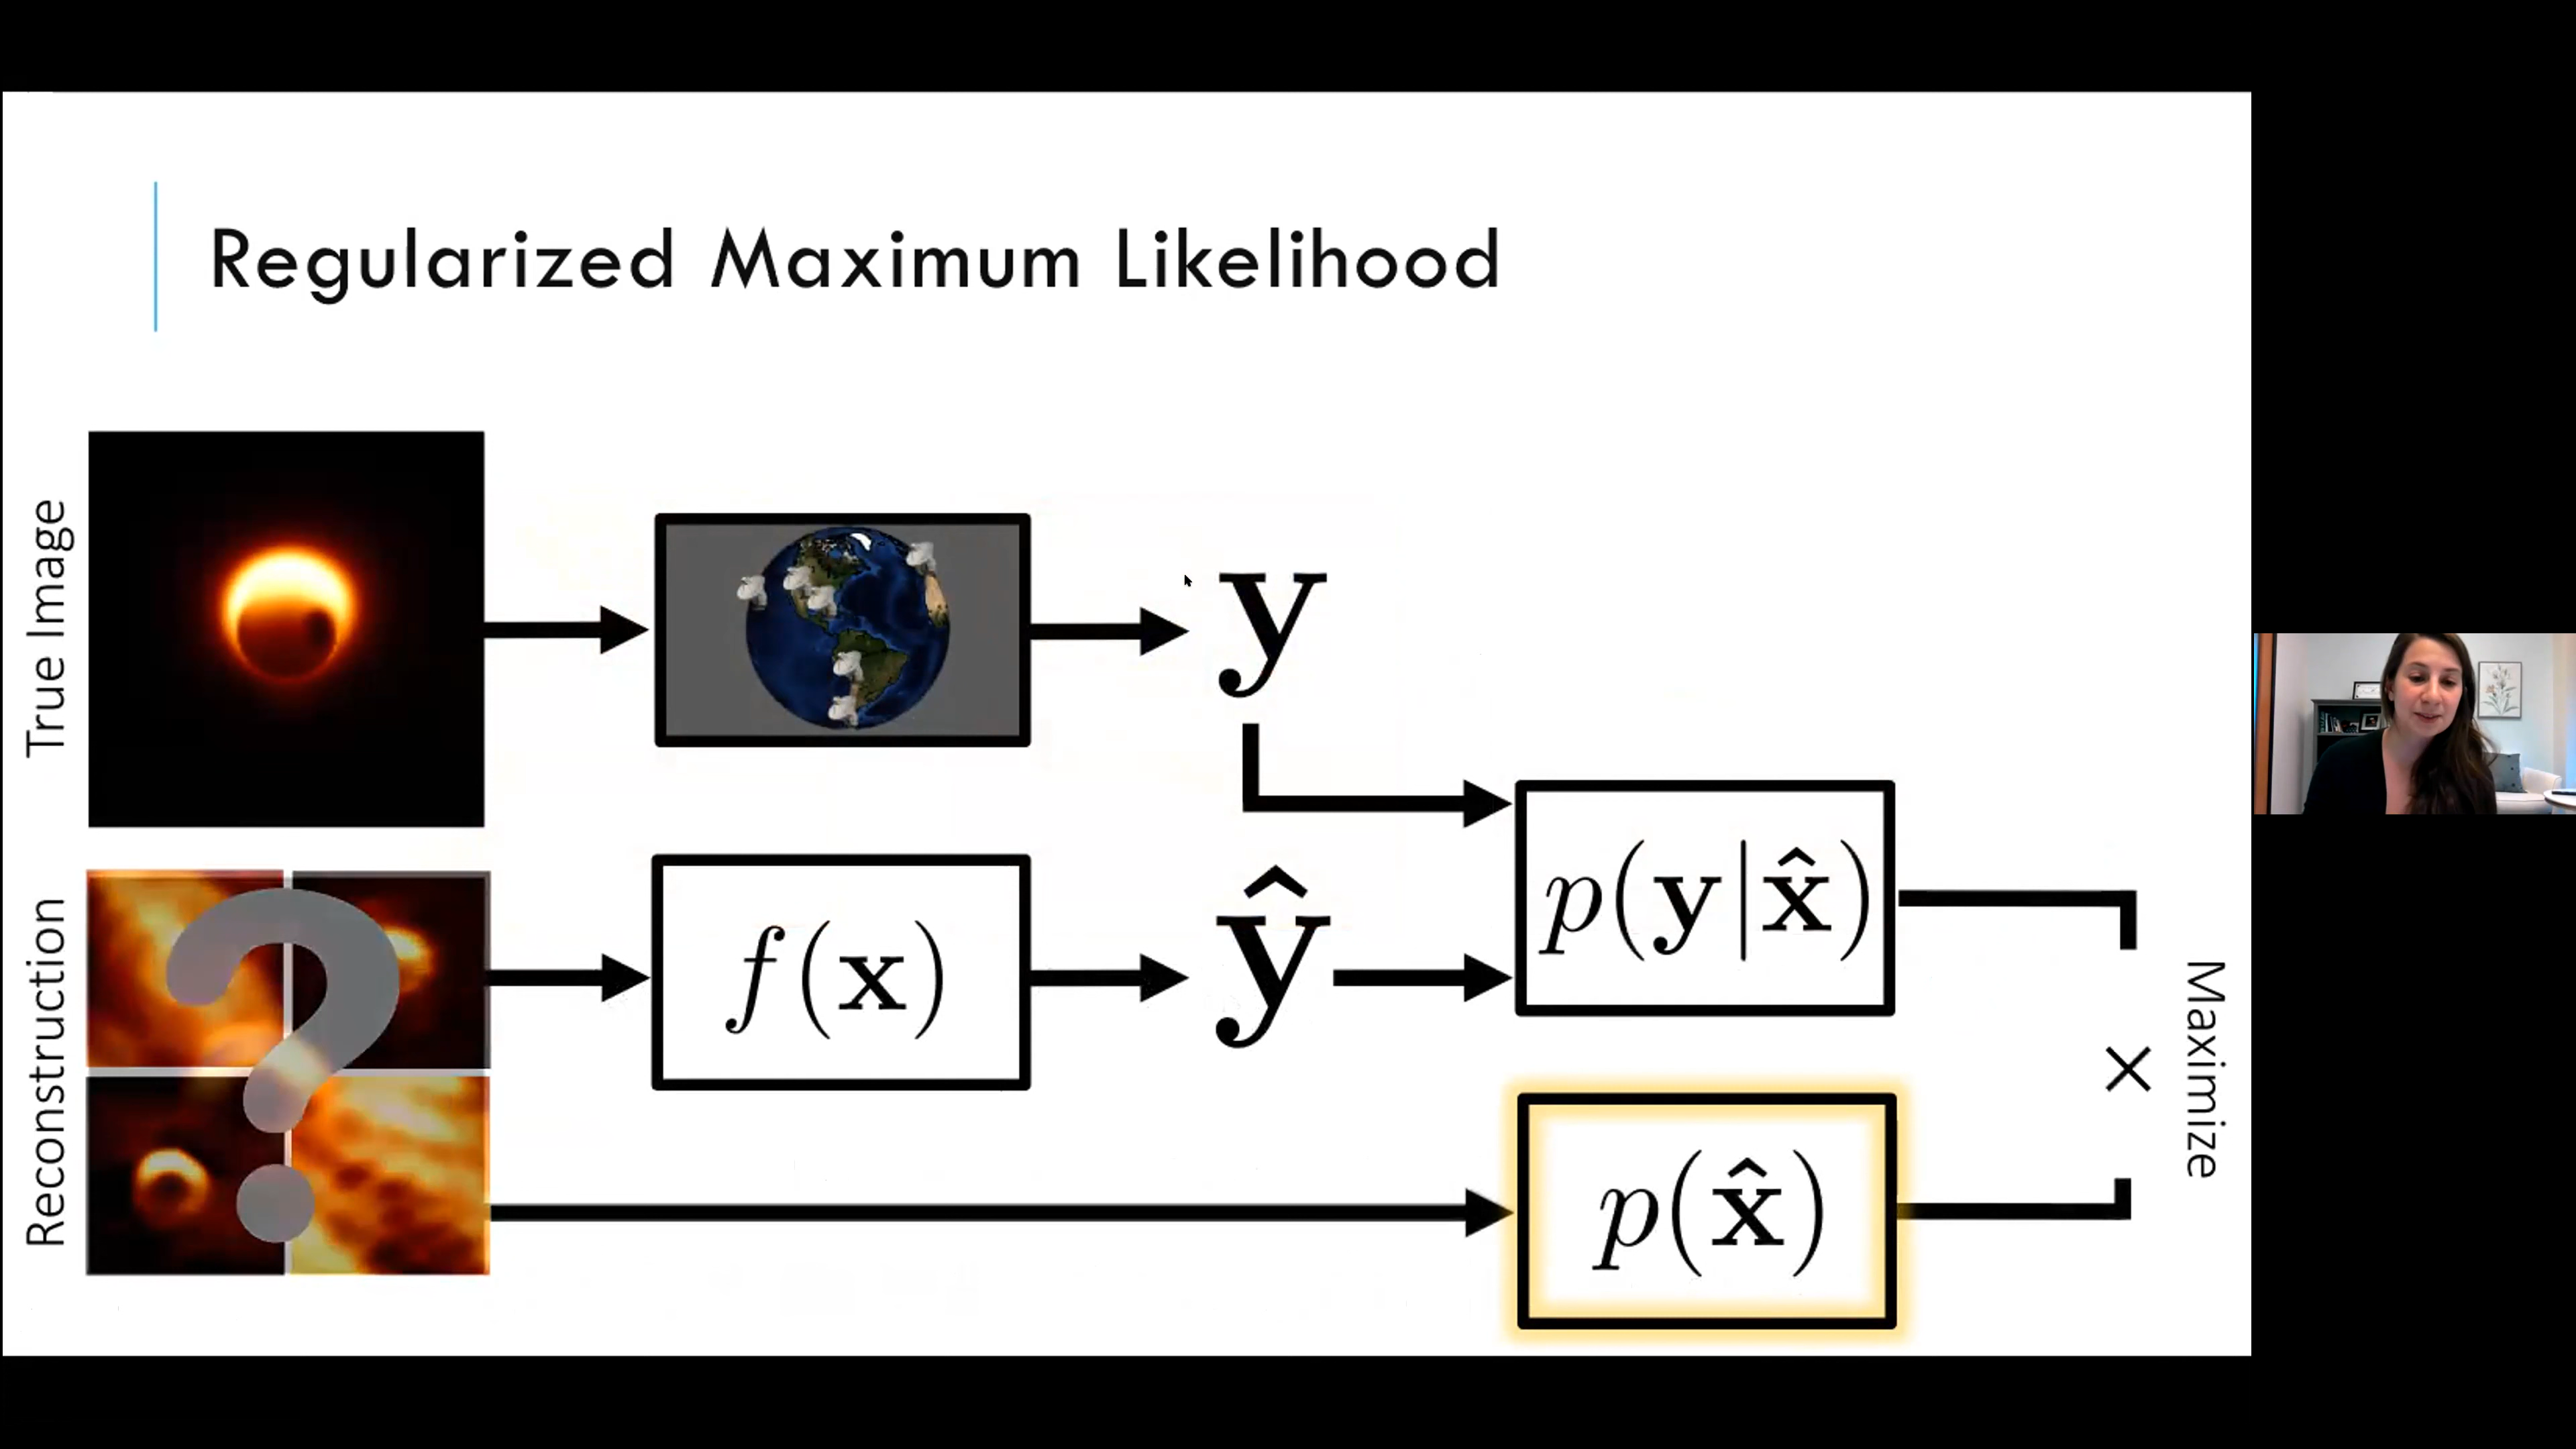 Regularized Maximum Likelihood
True Image
y
Reconstruction
?
f(x)
ŷ
p(y|x̂)
p(x̂)
×
Maximize